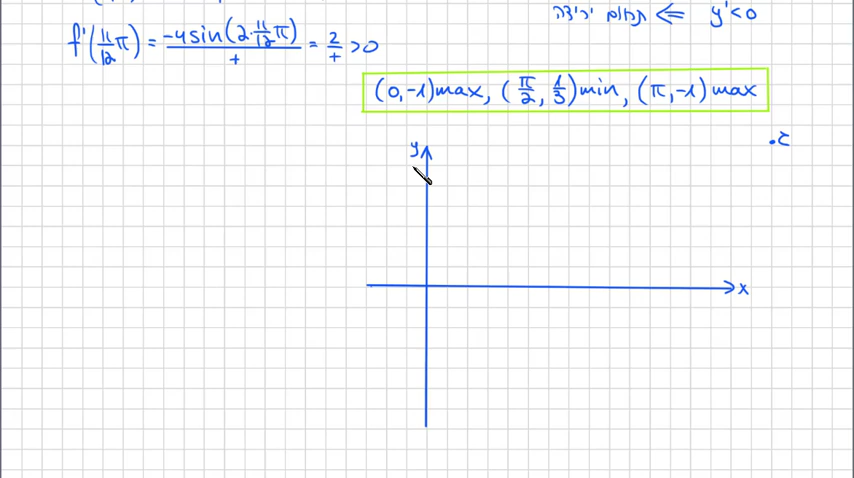 תחום ירידה ⇐ y'<0
f'(11/12 π) = -4sin(2·11/12 π)/+ = 2/+ >0
(0,-1)max, (π/2, 1/3)min, (π,-1)max
ג.
y
x